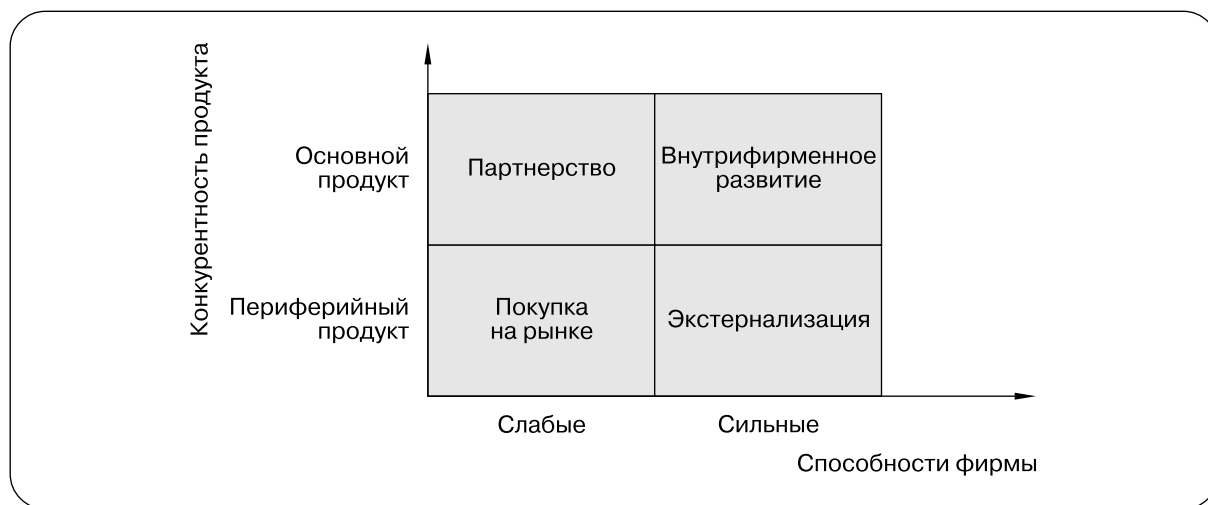 Конкурентность продукта
Основной
продукт
Партнерство
Внутрифирменное
развитие
Периферийный
продукт
Покупка
на рынке
Экстернализация
Слабые
Сильные
Способности фирмы